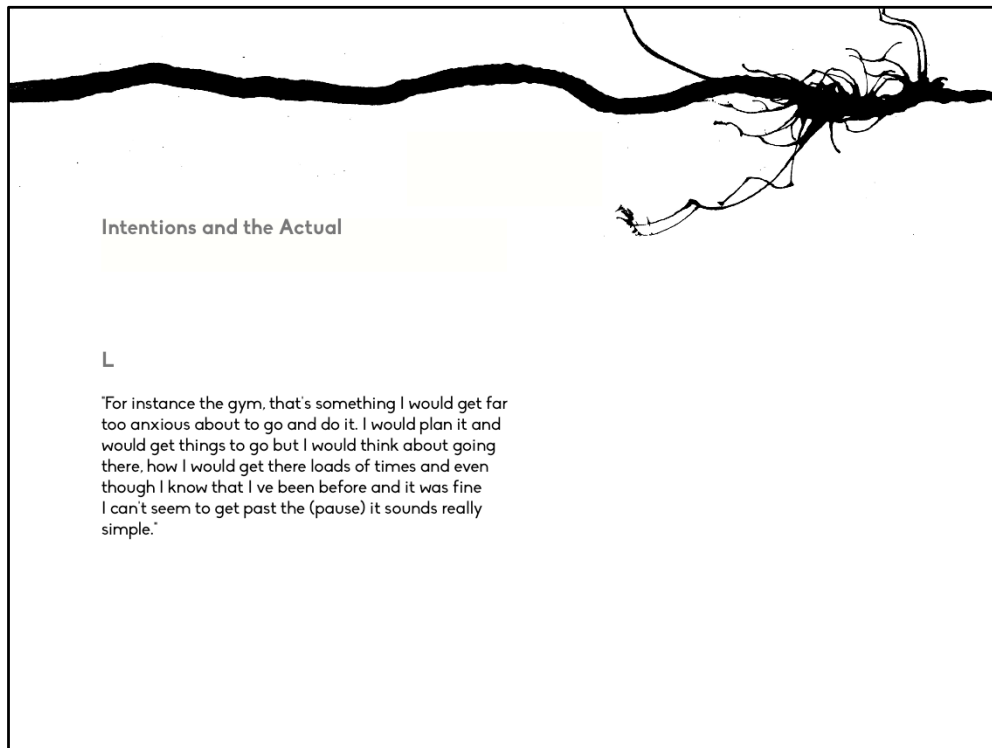 Intentions and the Actual
L
"For instance the gym, that's something I would get far
too anxious about to go and do it. I would plan it and
would get things to go but I would think about going
there, how I would get there loads of times and even
though I know that I ve been before and it was fine
I can't seem to get past the (pause) it sounds really
simple."